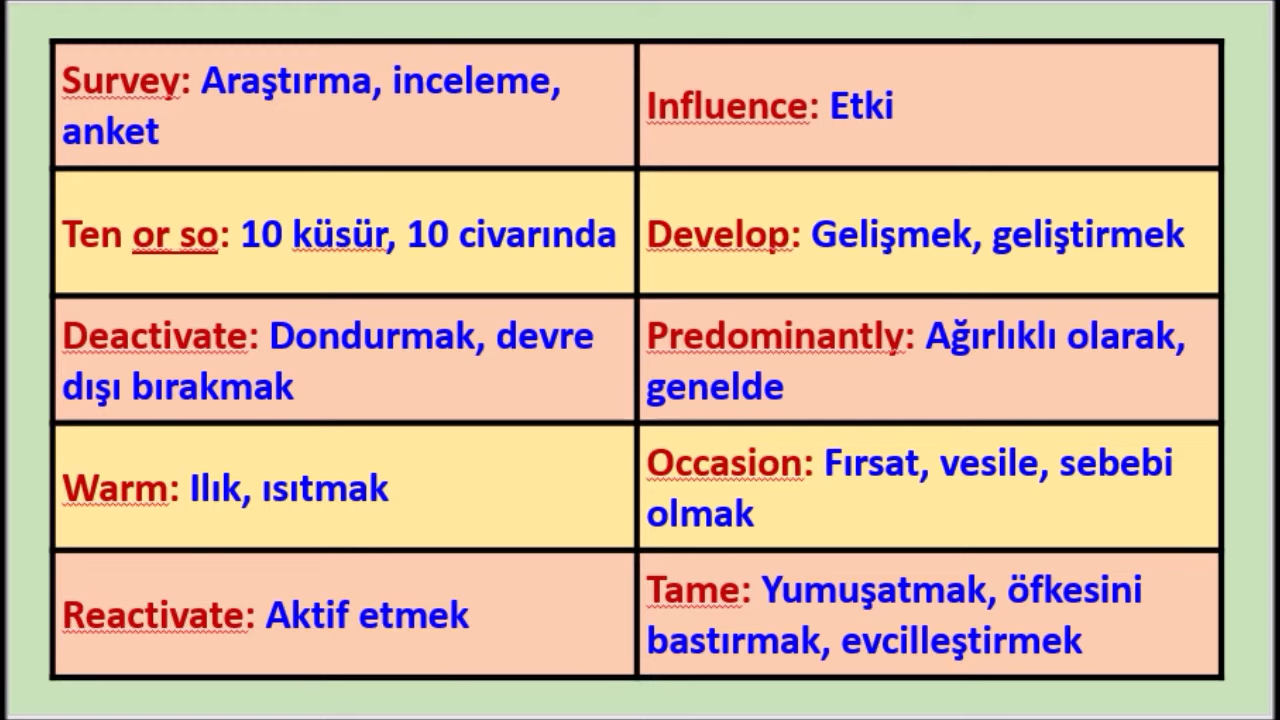 Survey: Araştırma, inceleme,
anket
Influence: Etki
Ten or so: 10 küsür, 10 civarında
Develop: Gelişmek, geliştirmek
Deactivate: Dondurmak, devre
dışı bırakmak
Predominantly: Ağırlıklı olarak,
genelde
Warm: Ilık, ısıtmak
Occasion: Fırsat, vesile, sebebi
olmak
Reactivate: Aktif etmek
Tame: Yumuşatmak, öfkesini
bastırmak, evcilleştirmek